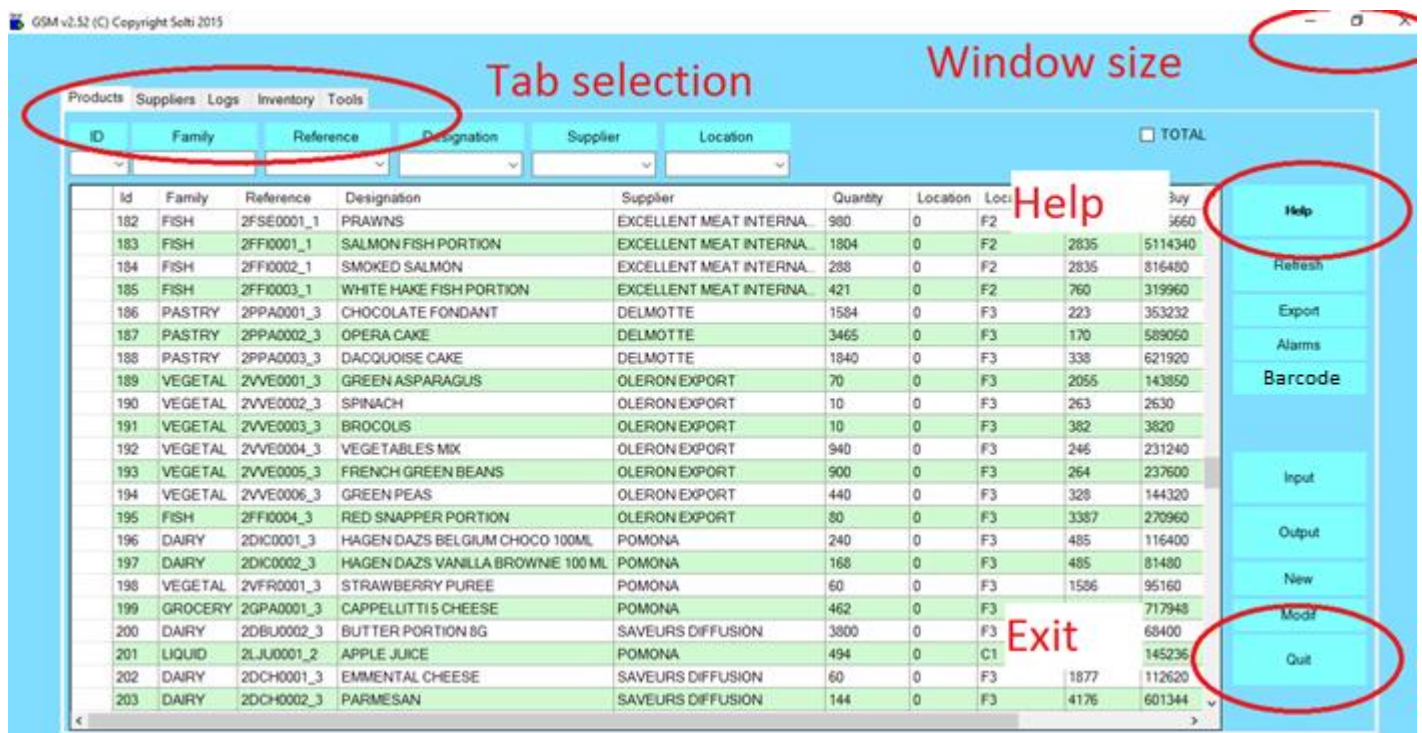 GSM v2.52 (C) Copyright Solti 2015
Window size
Tab selection
Products Suppliers Logs Inventory Tools
ID Family Reference Designation Supplier Location TOTAL
Id Family Reference Designation Supplier Quantity Location Buy
Help
Help
182 FISH 2FSE0001_1 PRAWNS EXCELLENT MEAT INTERNA... 980 0 F2
183 FISH 2FFI0001_1 SALMON FISH PORTION EXCELLENT MEAT INTERNA... 1804 0 F2 2835 5114340
184 FISH 2FFI0002_1 SMOKED SALMON EXCELLENT MEAT INTERNA... 288 0 F2 2835 816480
Refresh
185 FISH 2FFI0003_1 WHITE HAKE FISH PORTION EXCELLENT MEAT INTERNA... 421 0 F2 760 319960
186 PASTRY 2PPA0001_3 CHOCOLATE FONDANT DELMOTTE 1584 0 F3 223 353232
Export
187 PASTRY 2PPA0002_3 OPERA CAKE DELMOTTE 3465 0 F3 170 589050
188 PASTRY 2PPA0003_3 DACQUOISE CAKE DELMOTTE 1840 0 F3 338 621920
Alarms
189 VEGETAL 2VVE0001_3 GREEN ASPARAGUS OLERON EXPORT 70 0 F3 2055 143850
Barcode
190 VEGETAL 2VVE0002_3 SPINACH OLERON EXPORT 10 0 F3 263 2630
191 VEGETAL 2VVE0003_3 BROCOLIS OLERON EXPORT 10 0 F3 382 3820
192 VEGETAL 2VVE0004_3 VEGETABLES MIX OLERON EXPORT 940 0 F3 246 231240
193 VEGETAL 2VVE0005_3 FRENCH GREEN BEANS OLERON EXPORT 900 0 F3 264 237600
Input
194 VEGETAL 2VVE0006_3 GREEN PEAS OLERON EXPORT 440 0 F3 328 144320
195 FISH 2FFI0004_3 RED SNAPPER PORTION OLERON EXPORT 80 0 F3 3387 270960
196 DAIRY 2DIC0001_3 HAGEN DAZS BELGIUM CHOCO 100ML POMONA 240 0 F3 485 116400
Output
197 DAIRY 2DIC0002_3 HAGEN DAZS VANILLA BROWNIE 100 ML POMONA 168 0 F3 485 81480
198 VEGETAL 2VFR0001_3 STRAWBERRY PUREE POMONA 60 0 F3 1586 95160
New
199 GROCERY 2GPA0001_3 CAPPELLITTI 5 CHEESE POMONA 462 0 F3 717948
Modif
200 DAIRY 2DBU0002_3 BUTTER PORTION 8G SAVEURS DIFFUSION 3800 0 F3 68400
Exit
201 LIQUID 2LJU0001_2 APPLE JUICE POMONA 494 0 C1 145236
Quit
202 DAIRY 2DCH0001_3 EMMENTAL CHEESE SAVEURS DIFFUSION 60 0 F3 1877 112620
203 DAIRY 2DCH0002_3 PARMESAN SAVEURS DIFFUSION 144 0 F3 4176 601344